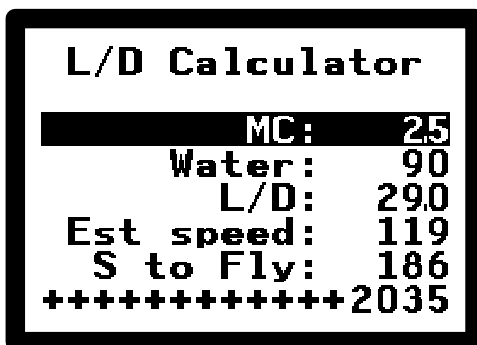 L/D Calculator
MC: 2.5
Water: 90
L/D: 29.0
Est speed: 119
S to Fly: 186
++++++++++++2035